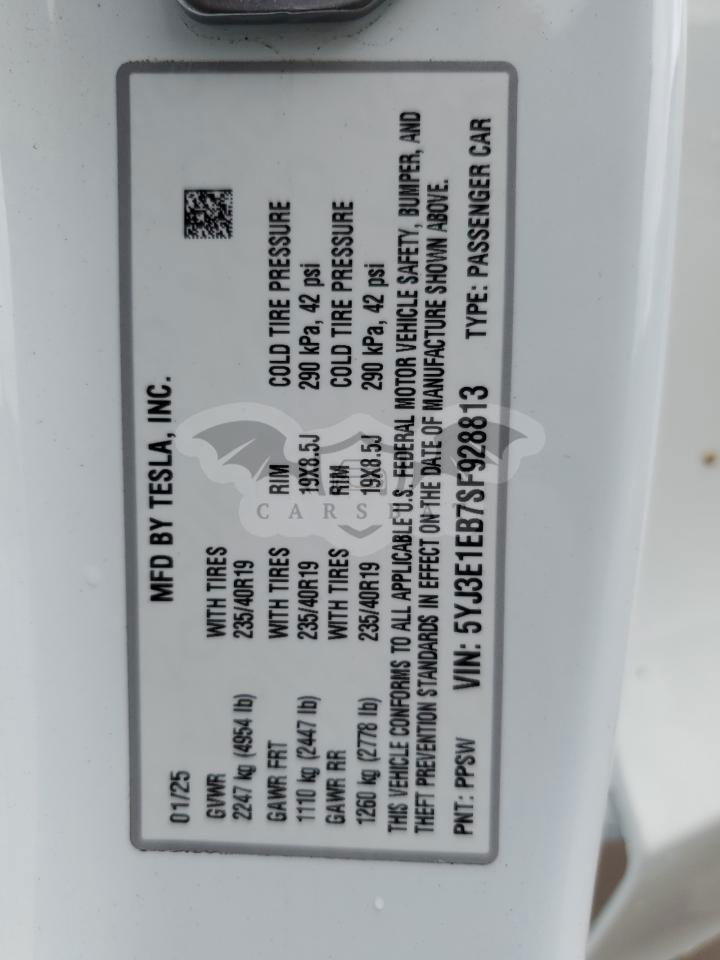 MFD BY TESLA, INC.
01/25
GVWR WITH TIRES
2247 kg (4954 lb) 235/40R19
GAWR FRT WITH TIRES RIM COLD TIRE PRESSURE
1110 kg (2447 lb) 235/40R19 19X8.5J 290 kPa, 42 psi
GAWR RR WITH TIRES RIM COLD TIRE PRESSURE
1260 kg (2778 lb) 235/40R19 19X8.5J 290 kPa, 42 psi
THIS VEHICLE CONFORMS TO ALL APPLICABLE U.S. FEDERAL MOTOR VEHICLE SAFETY, BUMPER, AND
THEFT PREVENTION STANDARDS IN EFFECT ON THE DATE OF MANUFACTURE SHOWN ABOVE.
PNT: PPSW VIN: 5YJ3E1EB7SF928813 TYPE: PASSENGER CAR